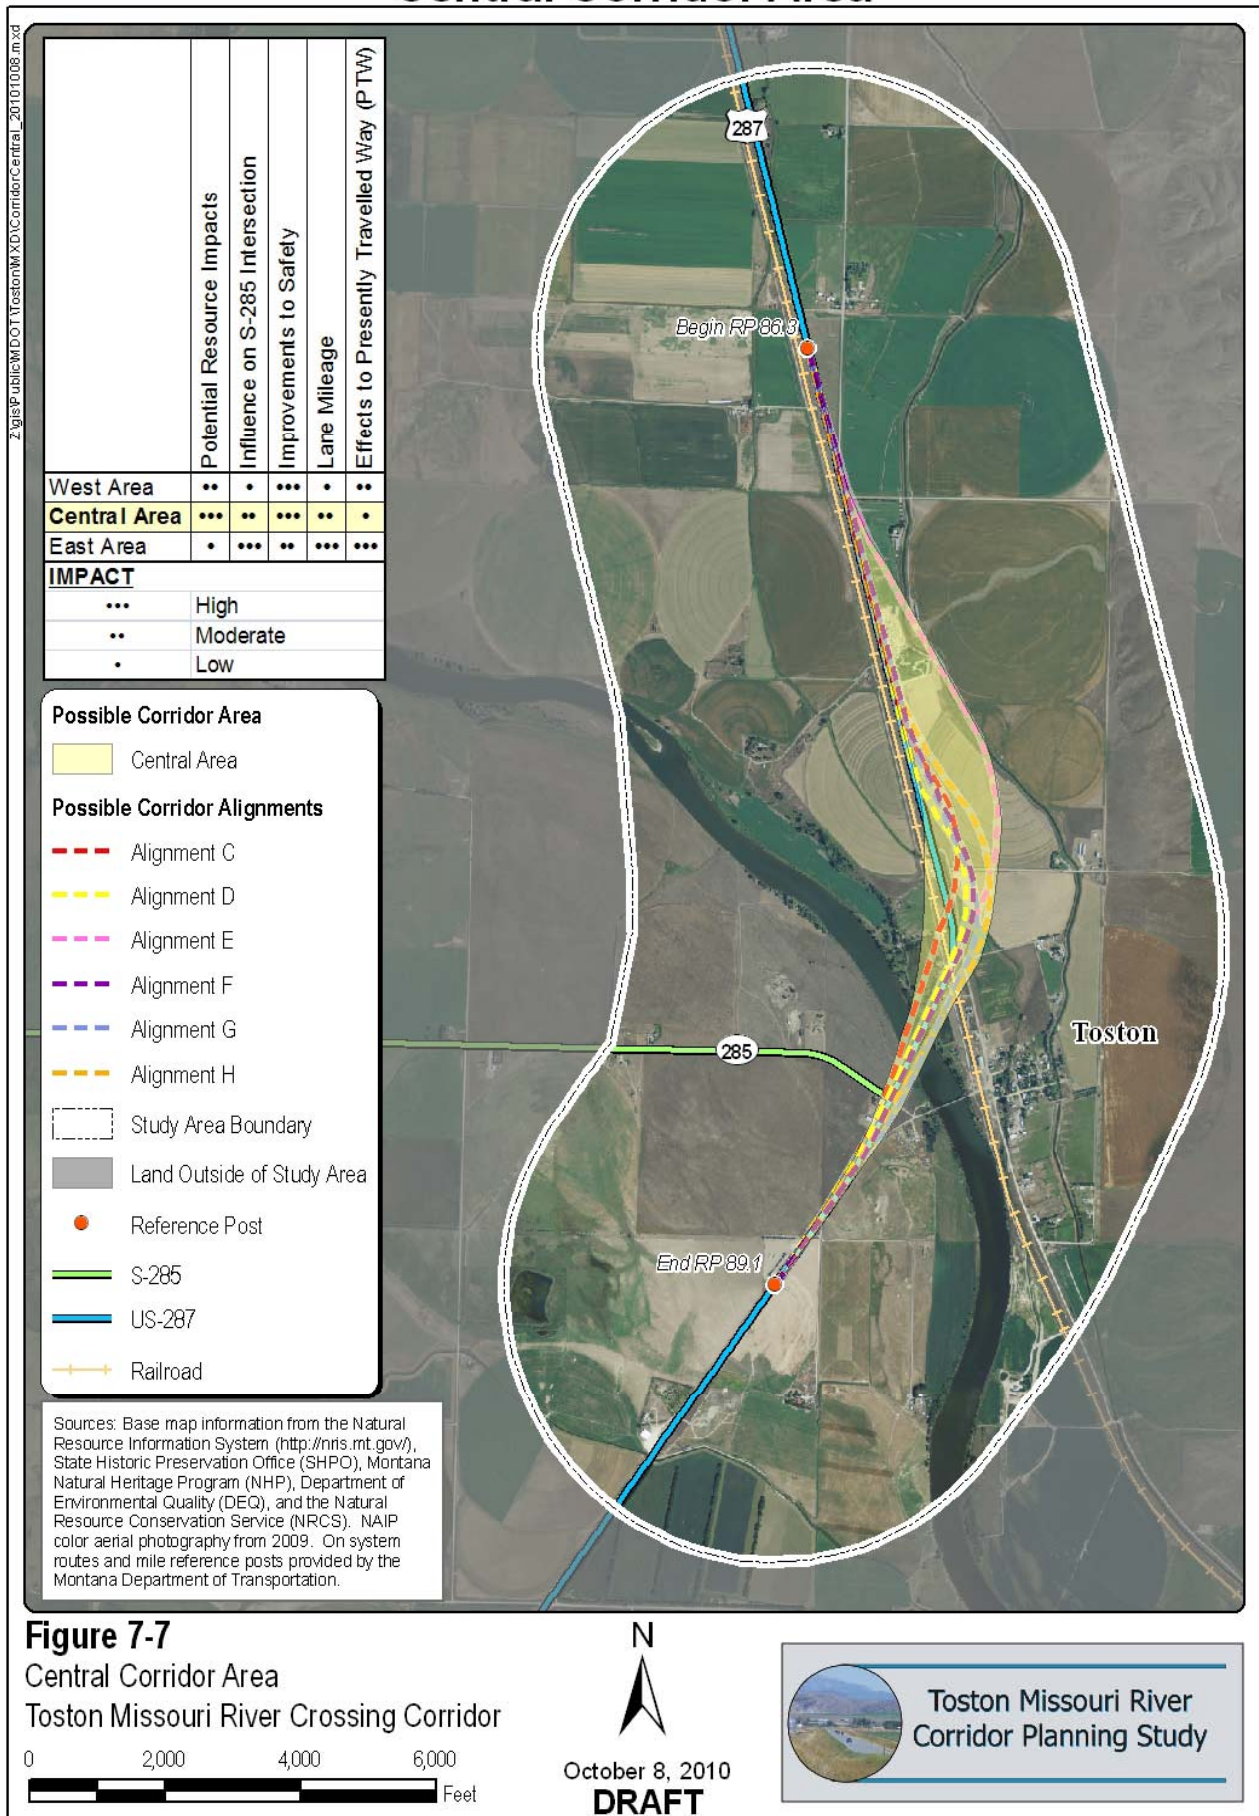 Central Corridor Area
Z:\gis\Public\MDOT\Toston\MXD\CorridorCentral_20101008.mxd
Potential Resource Impacts
Influence on S-285 Intersection
Improvements to Safety
Lane Mileage
Effects to Presently Travelled Way (PTW)
West Area •• • ••• • ••
Central Area ••• •• ••• •• •
East Area • ••• •• ••• •••
IMPACT
••• High
•• Moderate
• Low
Possible Corridor Area
Central Area
Possible Corridor Alignments
Alignment C
Alignment D
Alignment E
Alignment F
Alignment G
Alignment H
Study Area Boundary
Land Outside of Study Area
Reference Post
S-285
US-287
Railroad
Sources: Base map information from the Natural
Resource Information System (http://nris.mt.gov/),
State Historic Preservation Office (SHPO), Montana
Natural Heritage Program (NHP), Department of
Environmental Quality (DEQ), and the Natural
Resource Conservation Service (NRCS). NAIP
color aerial photography from 2009. On system
routes and mile reference posts provided by the
Montana Department of Transportation.
287
Begin RP 86.3
Toston
285
End RP 89.1
Figure 7-7
Central Corridor Area
Toston Missouri River Crossing Corridor
0 2,000 4,000 6,000
Feet
N
October 8, 2010
DRAFT
Toston Missouri River
Corridor Planning Study